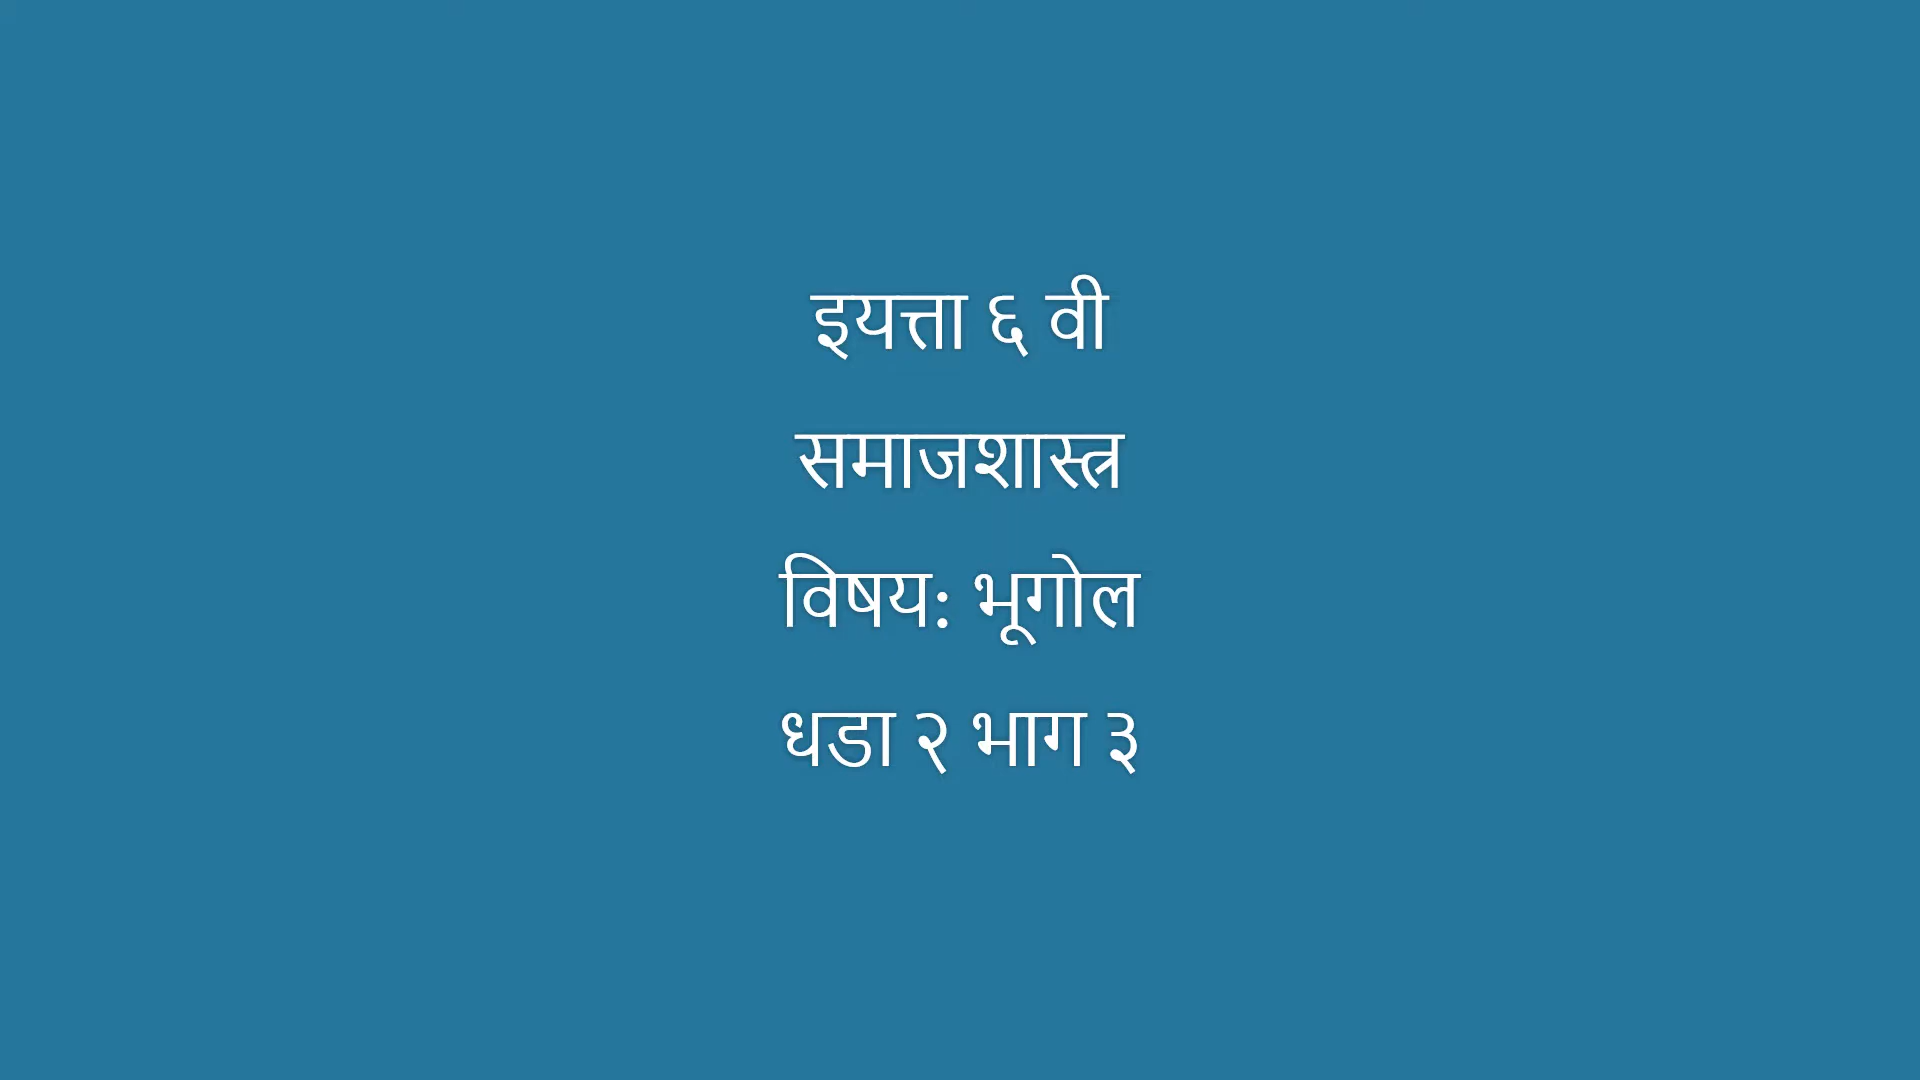 इयत्ता ६ वी
समाजशास्त्र
विषय: भूगोल
धडा २ भाग ३